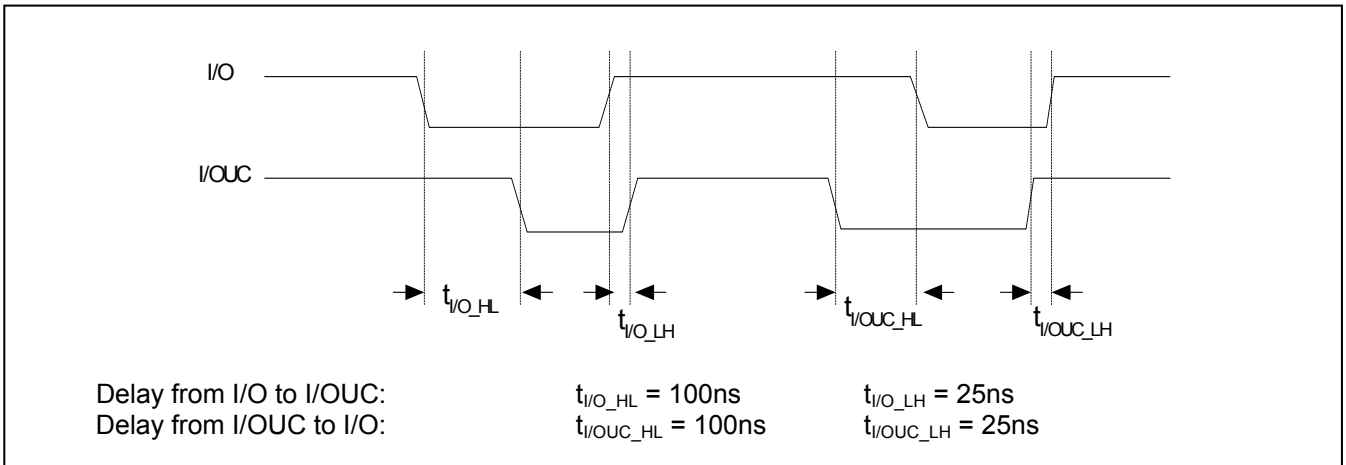 I/O
I/OUC
tI/O_HL
tI/O_LH
tI/OUC_HL
tI/OUC_LH
Delay from I/O to I/OUC: tI/O_HL = 100ns tI/O_LH = 25ns
Delay from I/OUC to I/O: tI/OUC_HL = 100ns tI/OUC_LH = 25ns